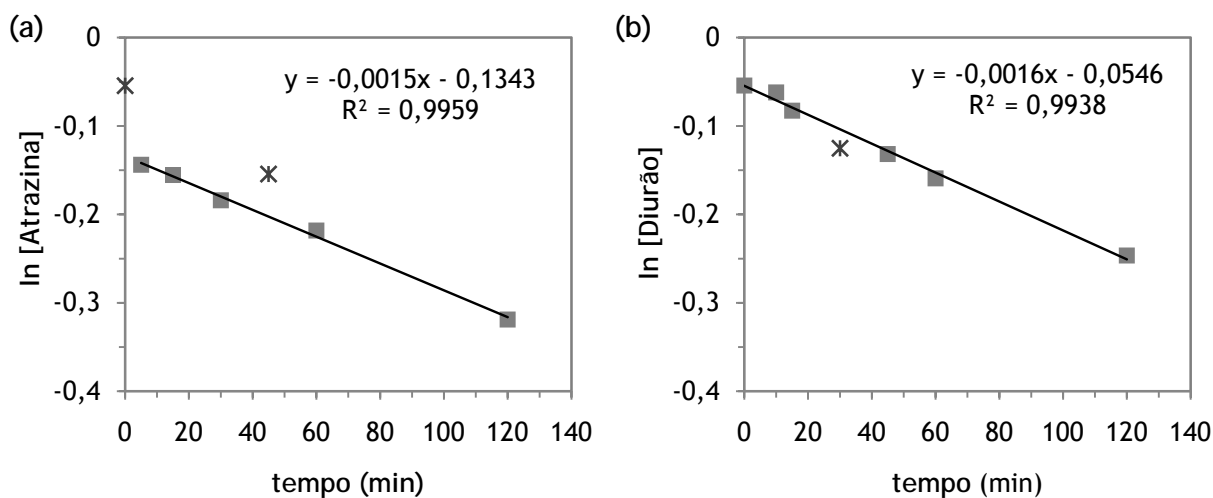 (a)
0
-0,1
-0,2
-0,3
-0,4
ln [Atrazina]
y = -0,0015x - 0,1343
R² = 0,9959
0 20 40 60 80 100 120 140
tempo (min)
(b)
0
-0,1
-0,2
-0,3
-0,4
ln [Diurão]
y = -0,0016x - 0,0546
R² = 0,9938
0 20 40 60 80 100 120 140
tempo (min)